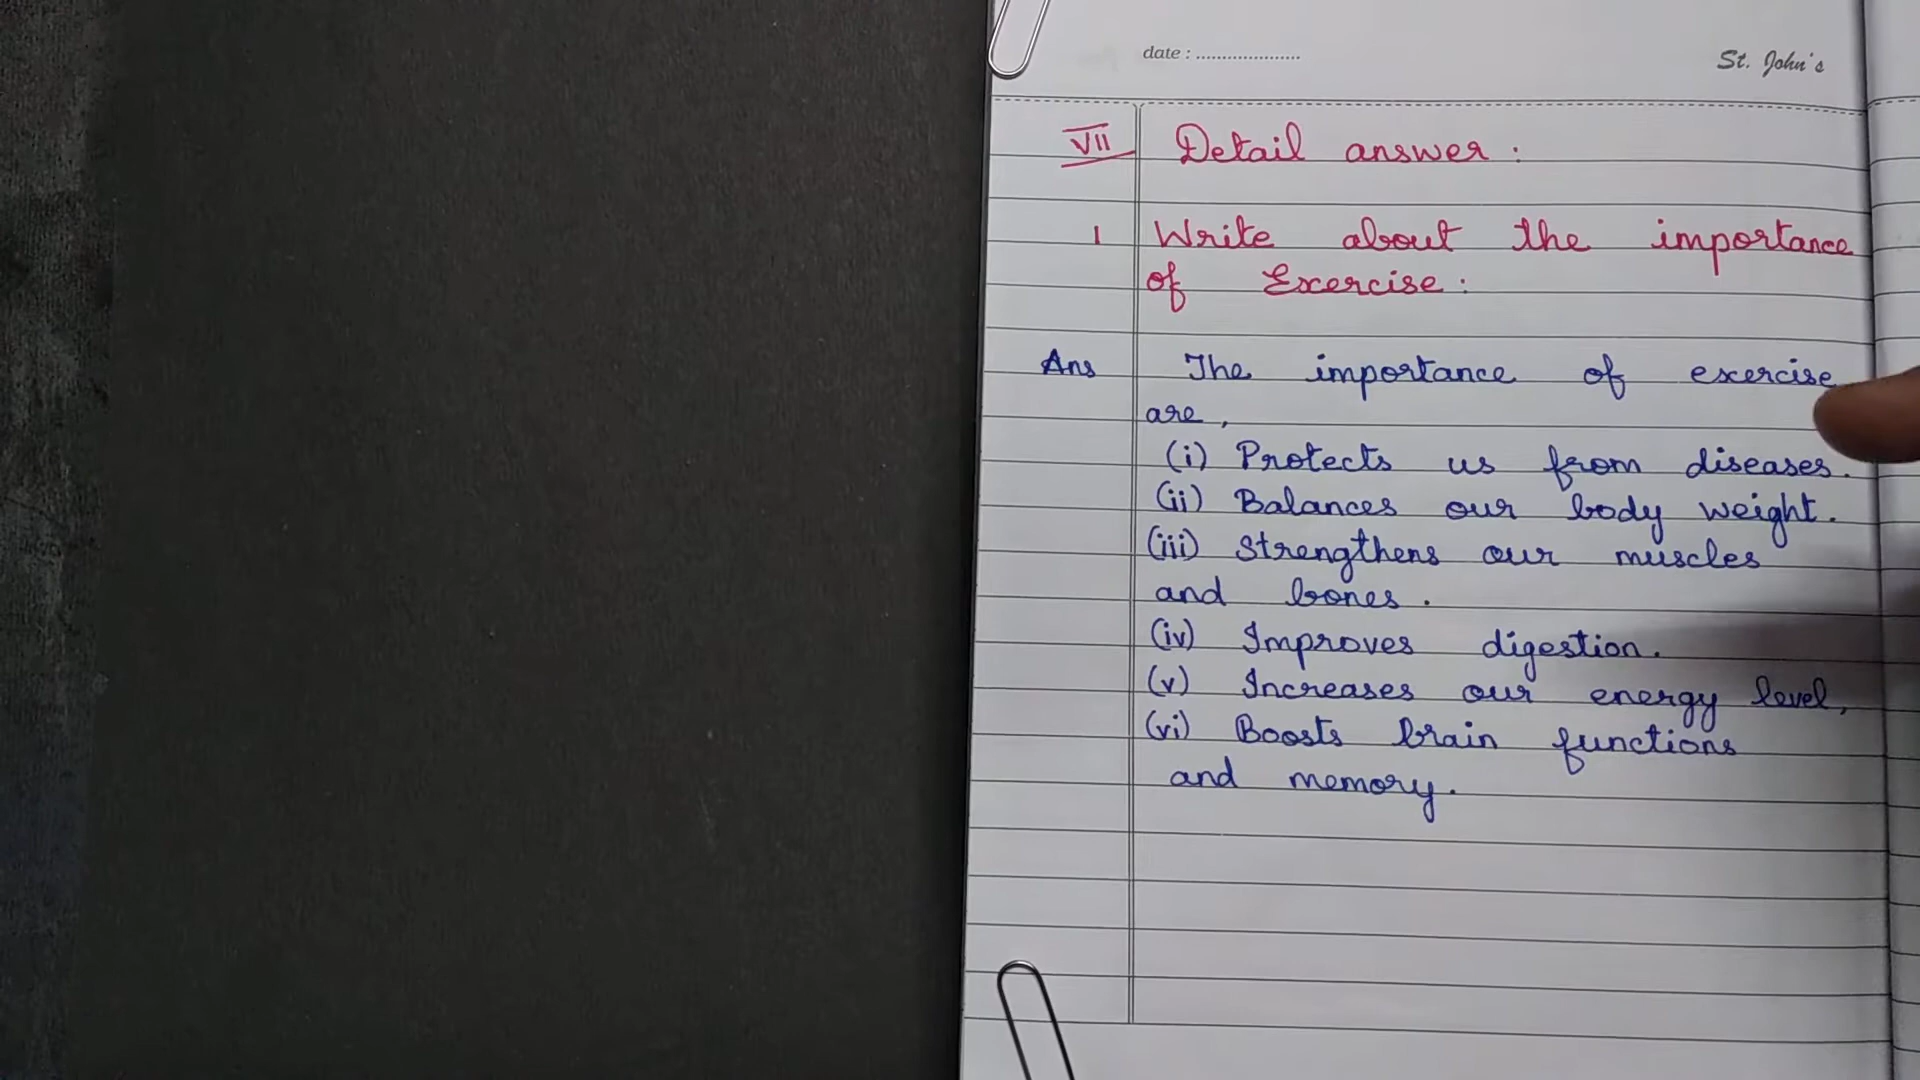 date : .....................
St. John's
VII Detail answer :
1 Write about the importance
of Exercise :
Ans The importance of exercise
are,
(i) Protects us from diseases.
(ii) Balances our body weight.
(iii) Strengthens our muscles
and bones.
(iv) Improves digestion.
(v) Increases our energy level,
(vi) Boosts brain functions
and memory.